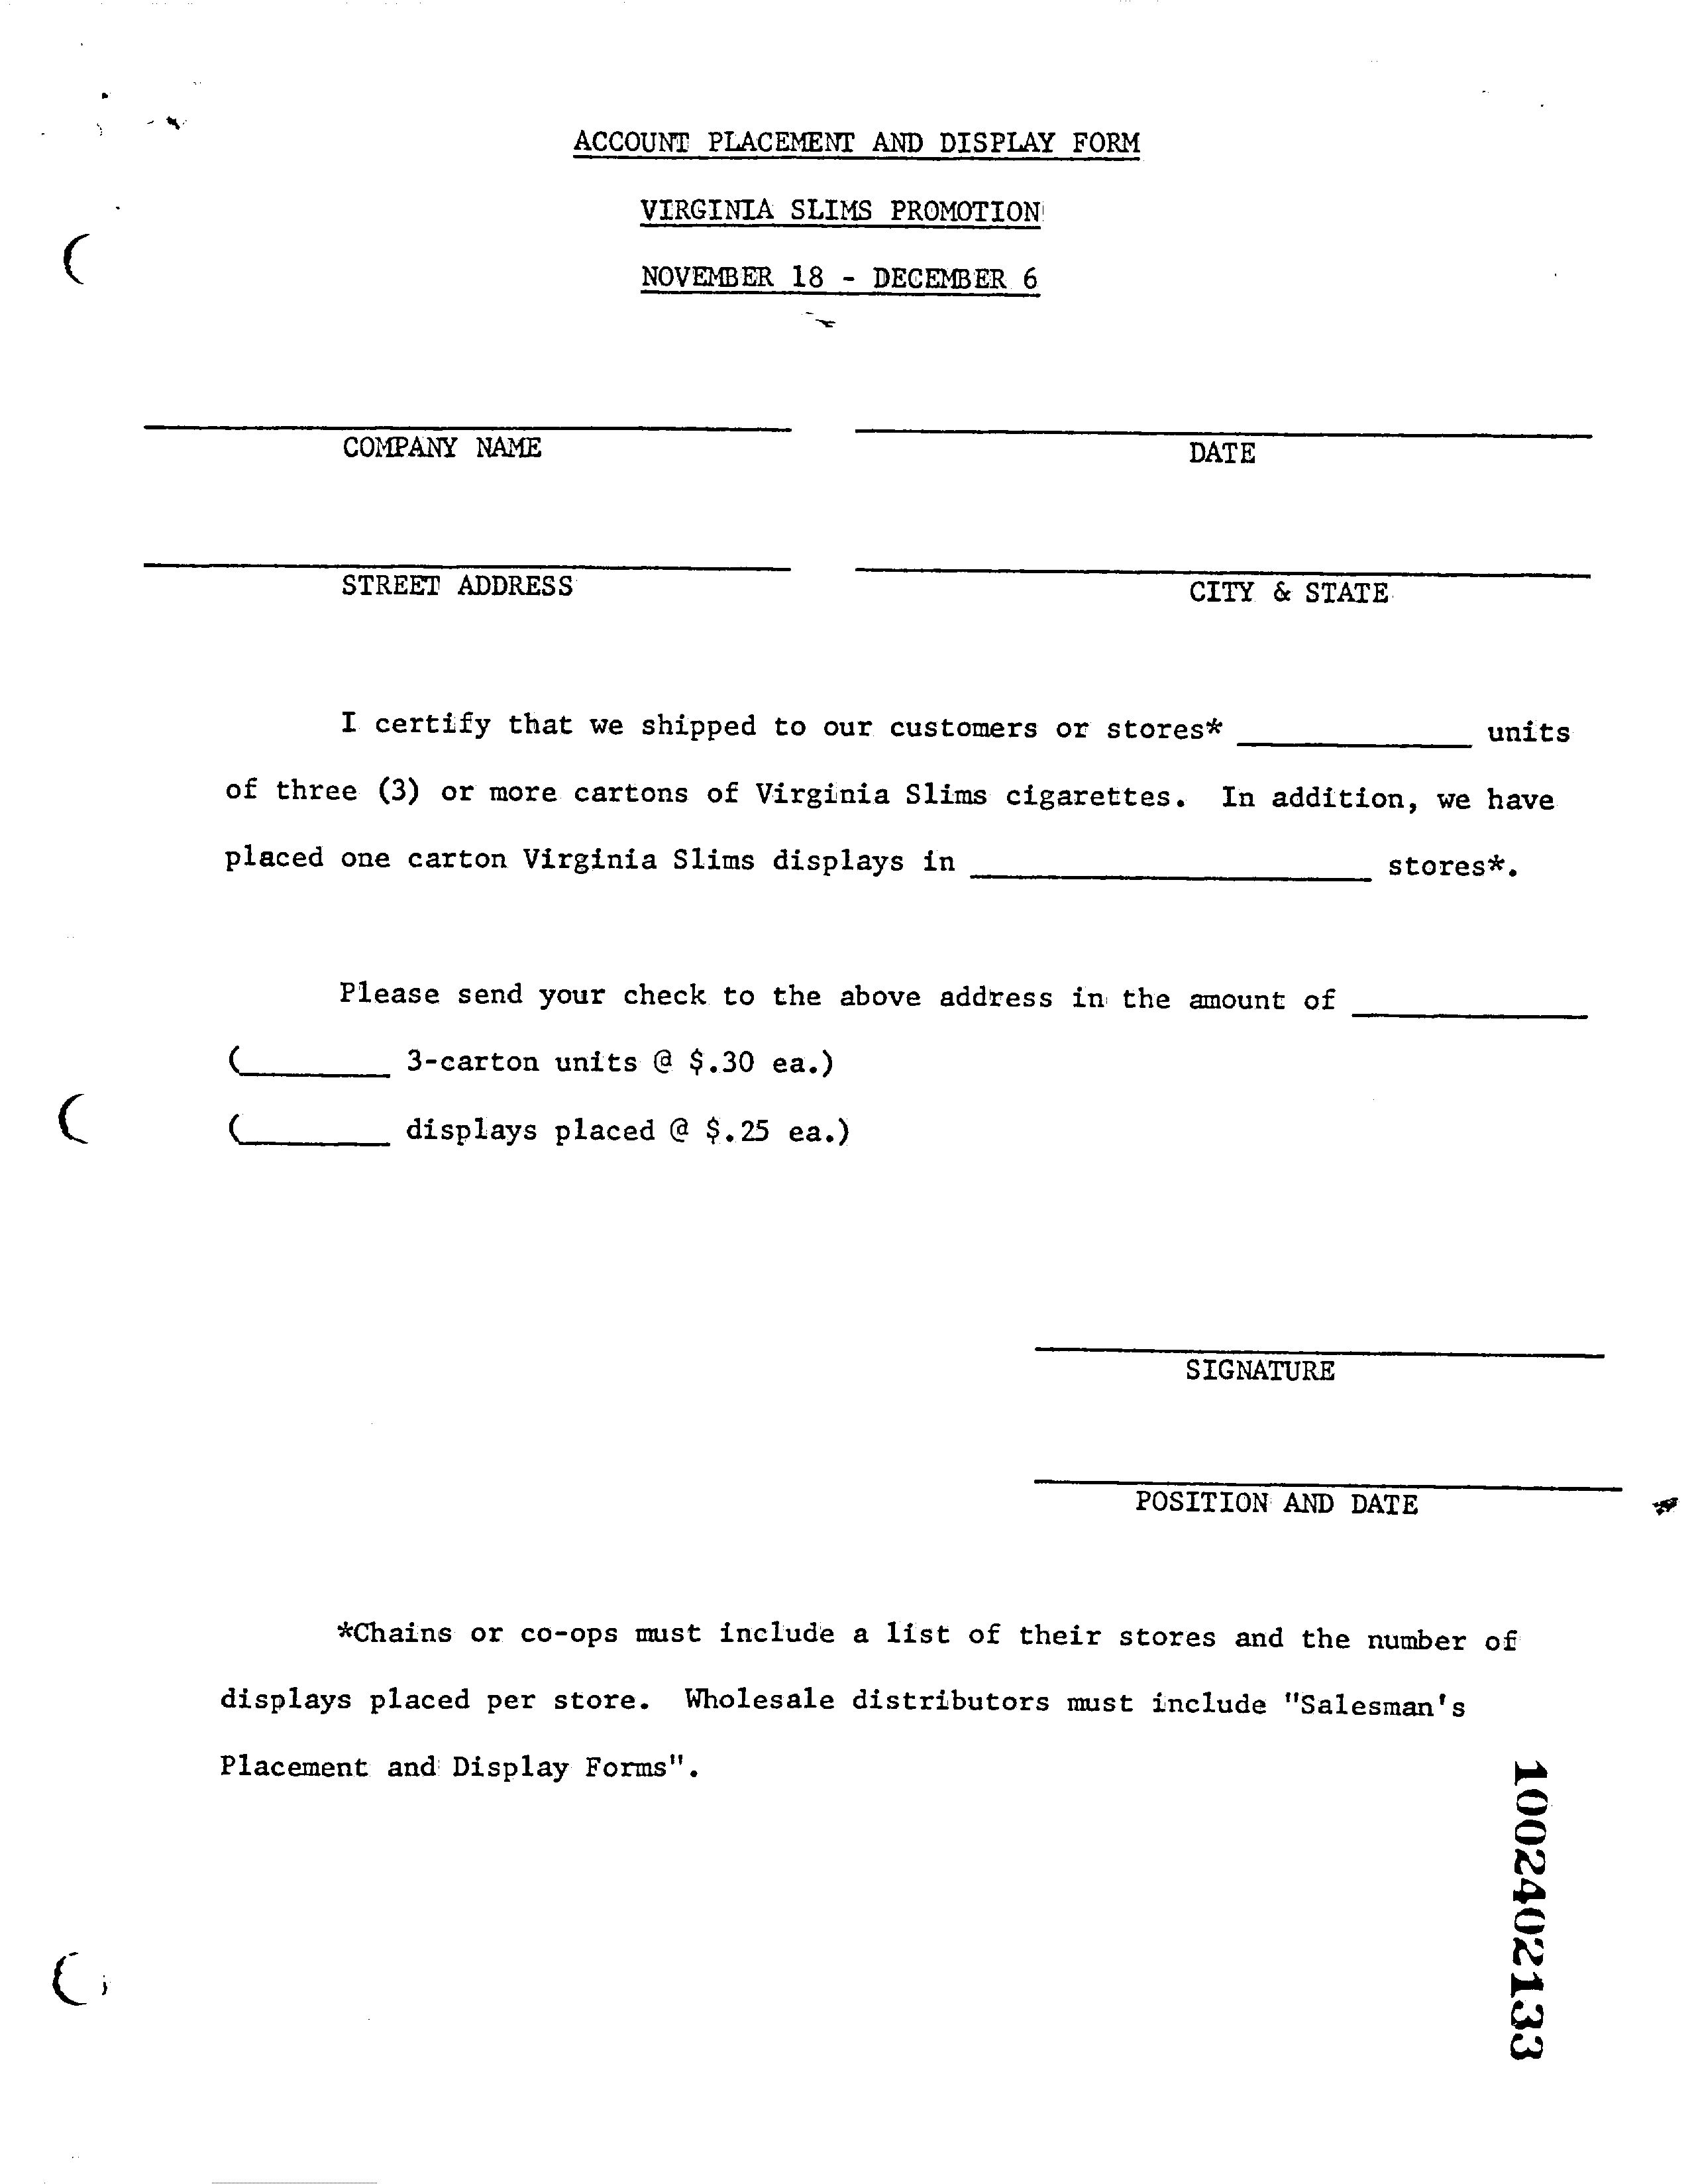 ACCOUNT PLACEMENT AND DISPLAY FORM
VIRGINIA SLIMS PROMOTION
NOVEMBER 18 - DECEMBER 6
COMPANY NAME DATE
STREET ADDRESS CITY & STATE
I certify that we shipped to our customers or stores* ____________ units
of three (3) or more cartons of Virginia Slims cigarettes. In addition, we have
placed one carton Virginia Slims displays in ____________ stores*.
Please send your check to the above address in the amount of ____________
(________ 3-carton units @ $.30 ea.)
(________ displays placed @ $.25 ea.)
SIGNATURE
POSITION AND DATE
*Chains or co-ops must include a list of their stores and the number of
displays placed per store. Wholesale distributors must include "Salesman's
Placement and Display Forms".
1002402133